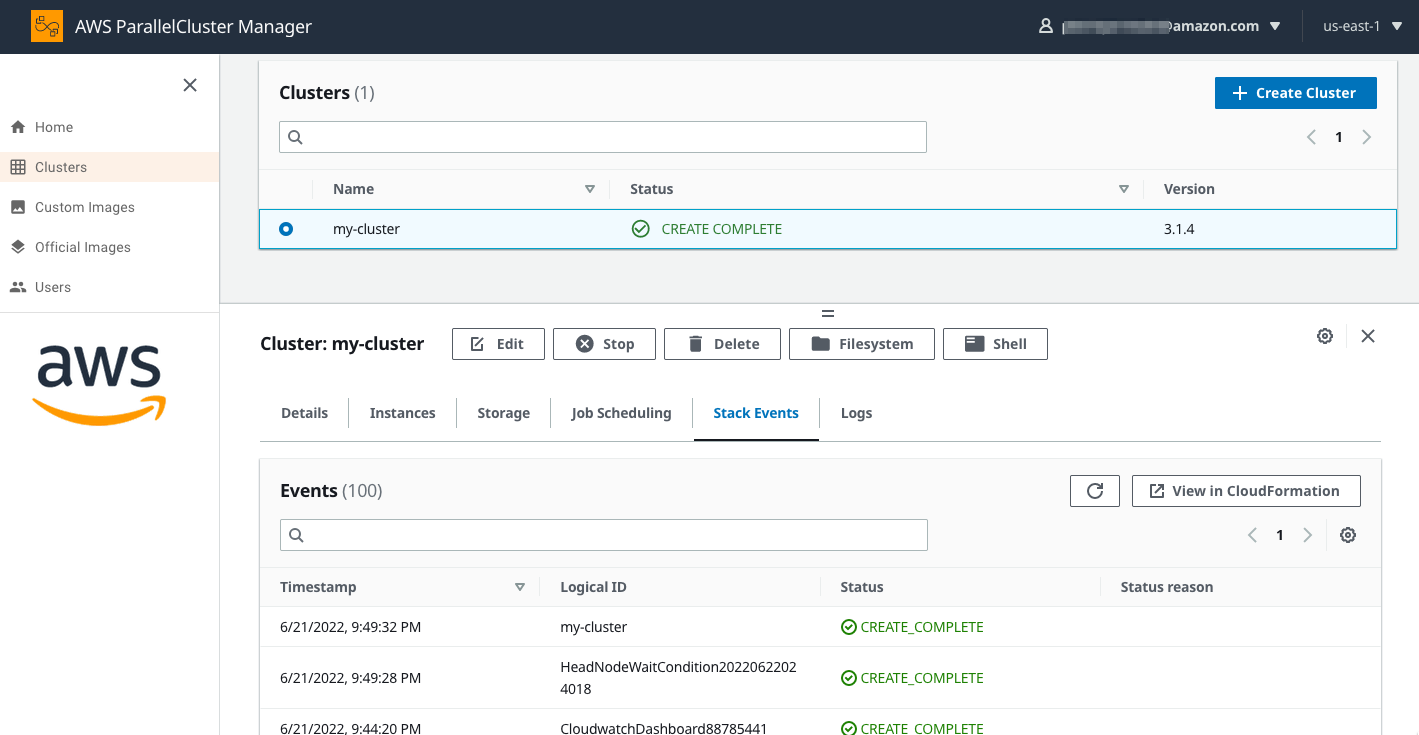 AWS ParallelCluster Manager
@amazon.com
us-east-1
Home
Clusters
Custom Images
Official Images
Users
aws
Clusters (1)
Create Cluster
1
Name Status Version
my-cluster CREATE COMPLETE 3.1.4
Cluster: my-cluster Edit Stop Delete Filesystem Shell
Details Instances Storage Job Scheduling Stack Events Logs
Events (100) View in CloudFormation
1
Timestamp Logical ID Status Status reason
6/21/2022, 9:49:32 PM my-cluster CREATE_COMPLETE
HeadNodeWaitCondition2022062202
6/21/2022, 9:49:28 PM CREATE_COMPLETE
4018
6/21/2022, 9:44:20 PM CloudwatchDashboard88785441 CREATE_COMPLETE